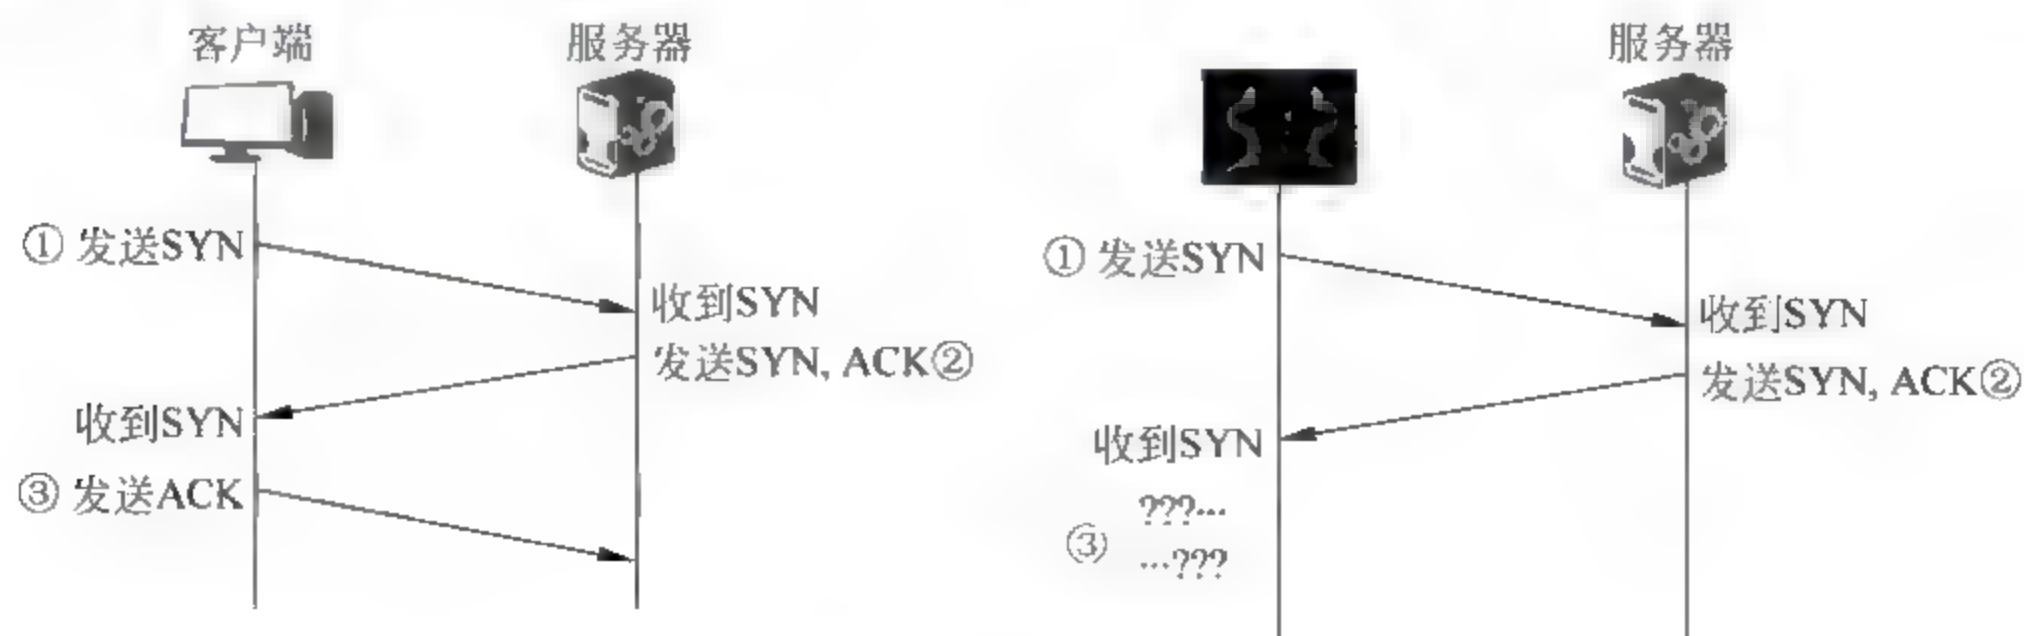 客户端
服务器
① 发送SYN
收到SYN
发送SYN, ACK②
收到SYN
③ 发送ACK
服务器
① 发送SYN
收到SYN
发送SYN, ACK②
收到SYN
???…
③
…???